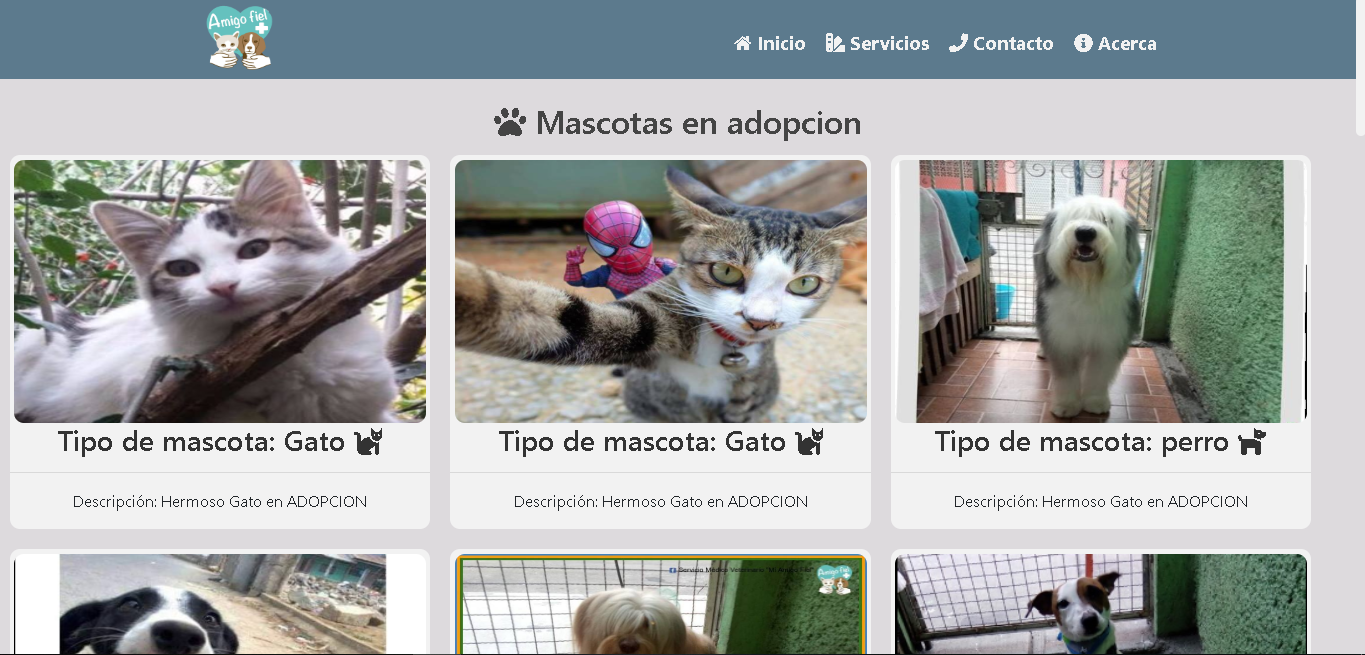 Amigo fiel
Inicio Servicios Contacto Acerca
Mascotas en adopcion
Tipo de mascota: Gato
Tipo de mascota: Gato
Tipo de mascota: perro
Descripción: Hermoso Gato en ADOPCION
Descripción: Hermoso Gato en ADOPCION
Descripción: Hermoso Gato en ADOPCION
Servicio Médico Veterinario "Mi Amigo Fiel"
Amigo fiel